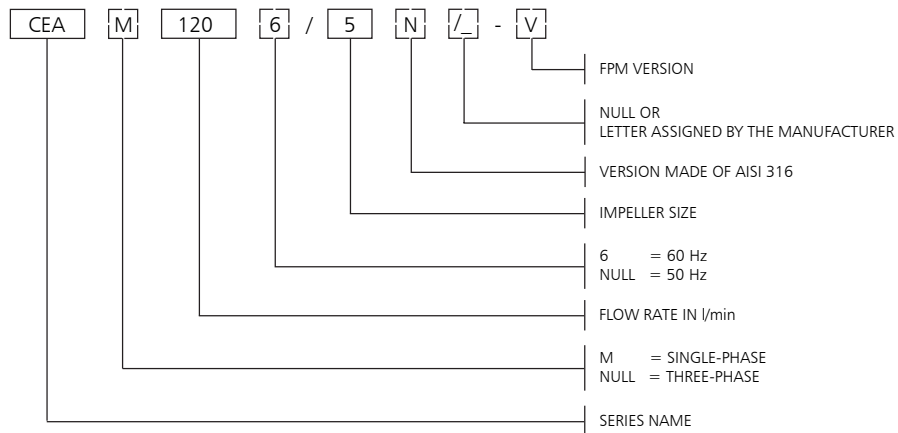 CEA M 120 6 / 5 N /_ - V
FPM VERSION
NULL OR
LETTER ASSIGNED BY THE MANUFACTURER
VERSION MADE OF AISI 316
IMPELLER SIZE
6 = 60 Hz
NULL = 50 Hz
FLOW RATE IN l/min
M = SINGLE-PHASE
NULL = THREE-PHASE
SERIES NAME